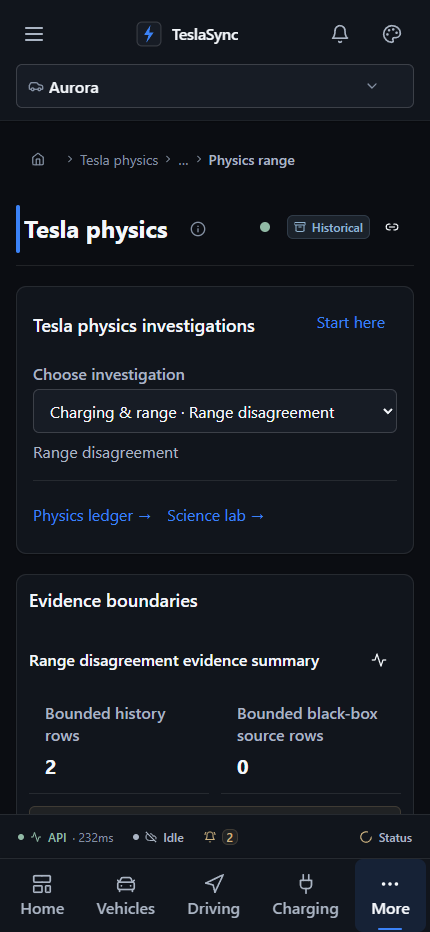 TeslaSync
Aurora
Tesla physics
...
Physics range
Tesla physics
Historical
Tesla physics investigations
Start here
Choose investigation
Charging & range · Range disagreement
Range disagreement
Physics ledger →
Science lab →
Evidence boundaries
Range disagreement evidence summary
Bounded history
rows
2
Bounded black-box
source rows
0
API · 232ms
Idle
2
Status
Home
Vehicles
Driving
Charging
More